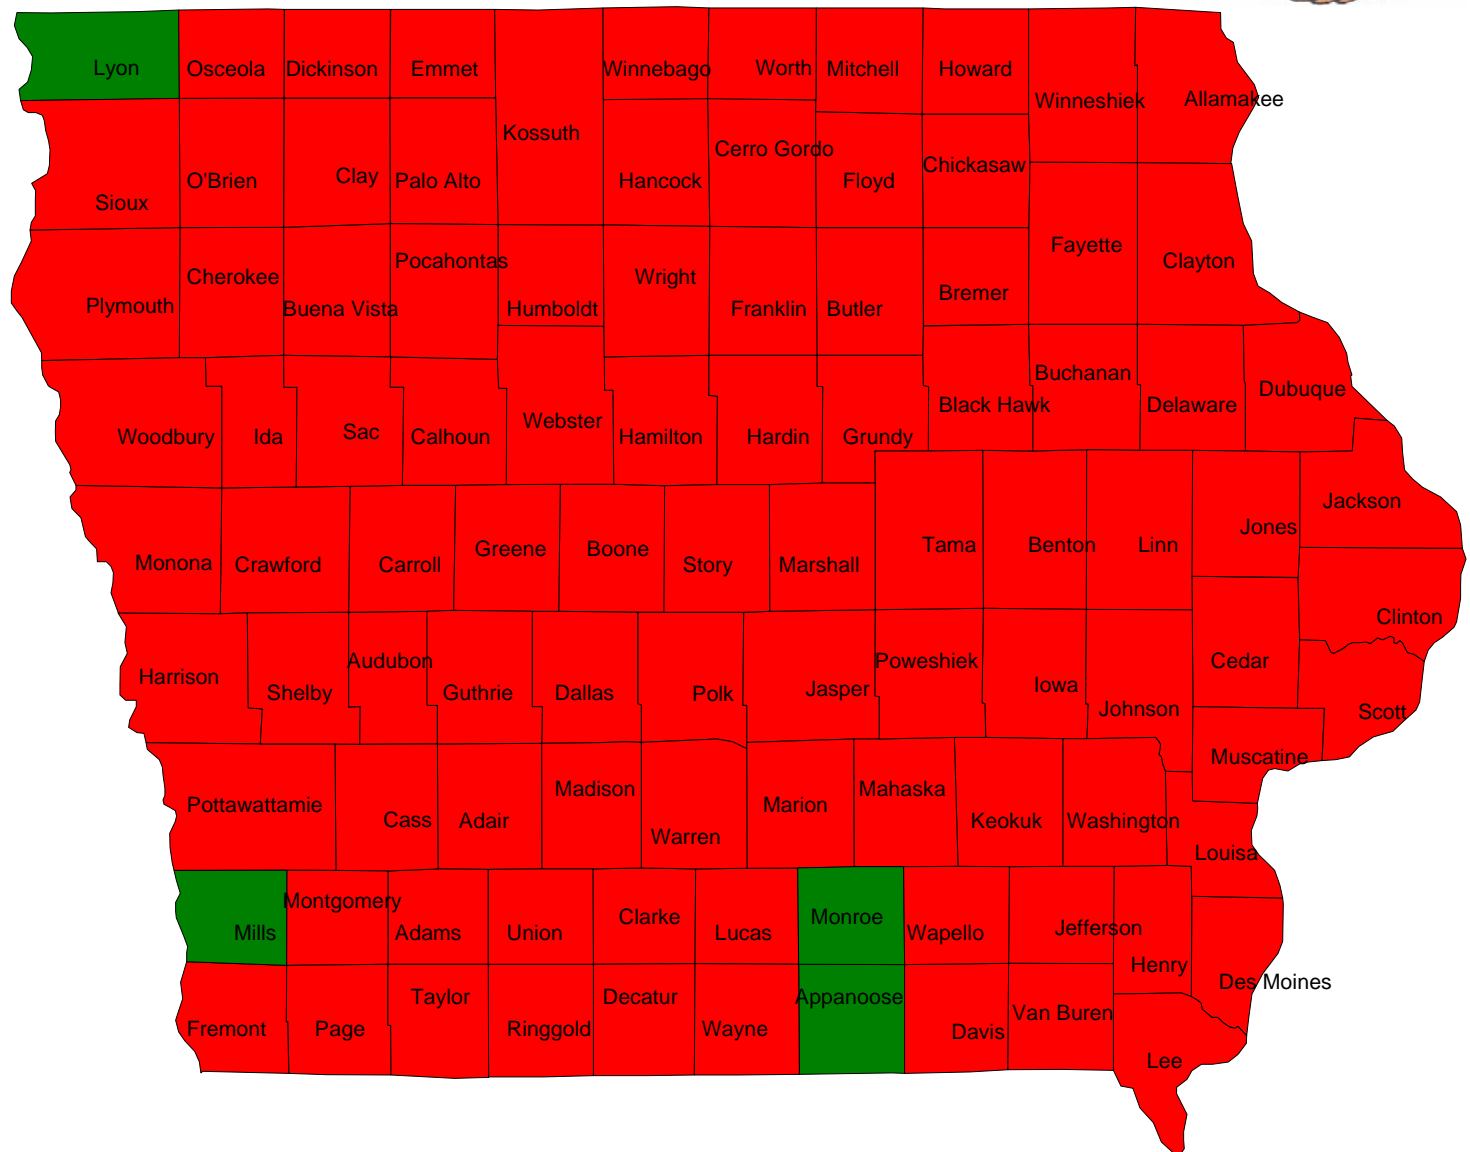 Lyon
Osceola
Dickinson
Emmet
Winnebago
Worth
Mitchell
Howard
Winneshiek
Allamakee
Kossuth
Cerro Gordo
Chickasaw
Sioux
O'Brien
Clay
Palo Alto
Hancock
Floyd
Fayette
Clayton
Plymouth
Cherokee
Buena Vista
Pocahontas
Humboldt
Wright
Franklin
Butler
Bremer
Buchanan
Dubuque
Black Hawk
Delaware
Woodbury
Ida
Sac
Calhoun
Webster
Hamilton
Hardin
Grundy
Jackson
Jones
Monona
Crawford
Carroll
Greene
Boone
Story
Marshall
Tama
Benton
Linn
Clinton
Harrison
Shelby
Audubon
Guthrie
Dallas
Polk
Jasper
Poweshiek
Iowa
Johnson
Cedar
Scott
Muscatine
Pottawattamie
Cass
Adair
Madison
Warren
Marion
Mahaska
Keokuk
Washington
Louisa
Mills
Montgomery
Adams
Union
Clarke
Lucas
Monroe
Wapello
Jefferson
Henry
Des Moines
Fremont
Page
Taylor
Ringgold
Decatur
Wayne
Appanoose
Davis
Van Buren
Lee